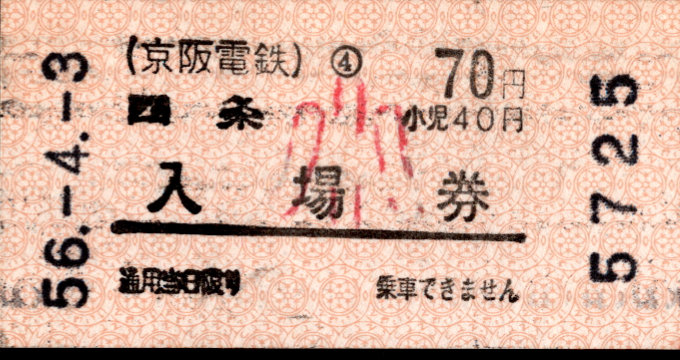 (京阪電鉄) ④ 70円
四条 小児40円
小
入場券
通用当日限り 乗車できません
56.-4.-3
5725